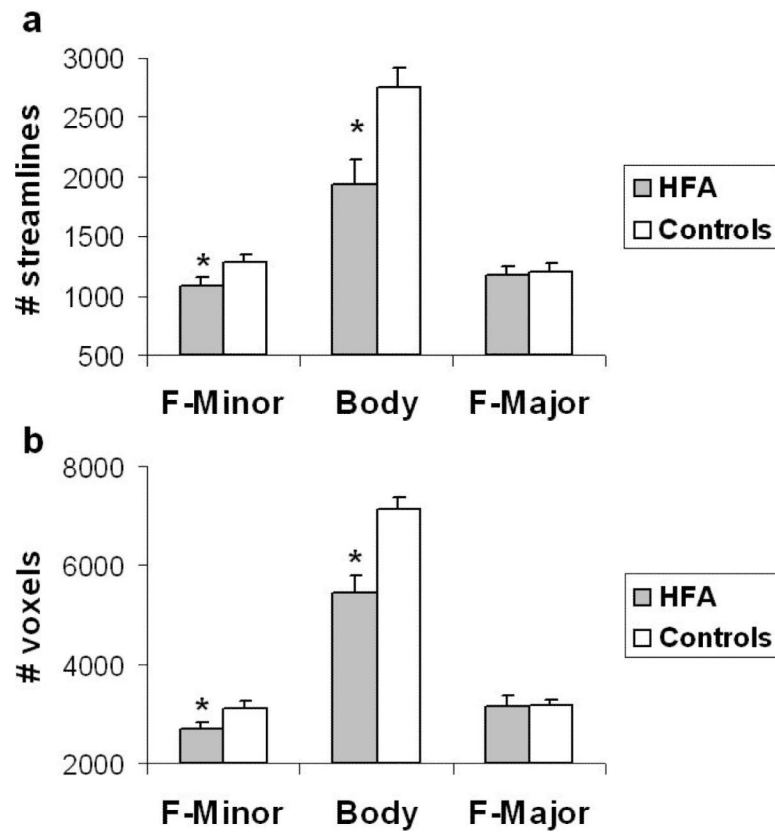 a
# streamlines
3000
2500
2000
1500
1000
500
*
*
F-Minor
Body
F-Major
HFA
Controls
b
# voxels
8000
6000
4000
2000
*
*
F-Minor
Body
F-Major
HFA
Controls